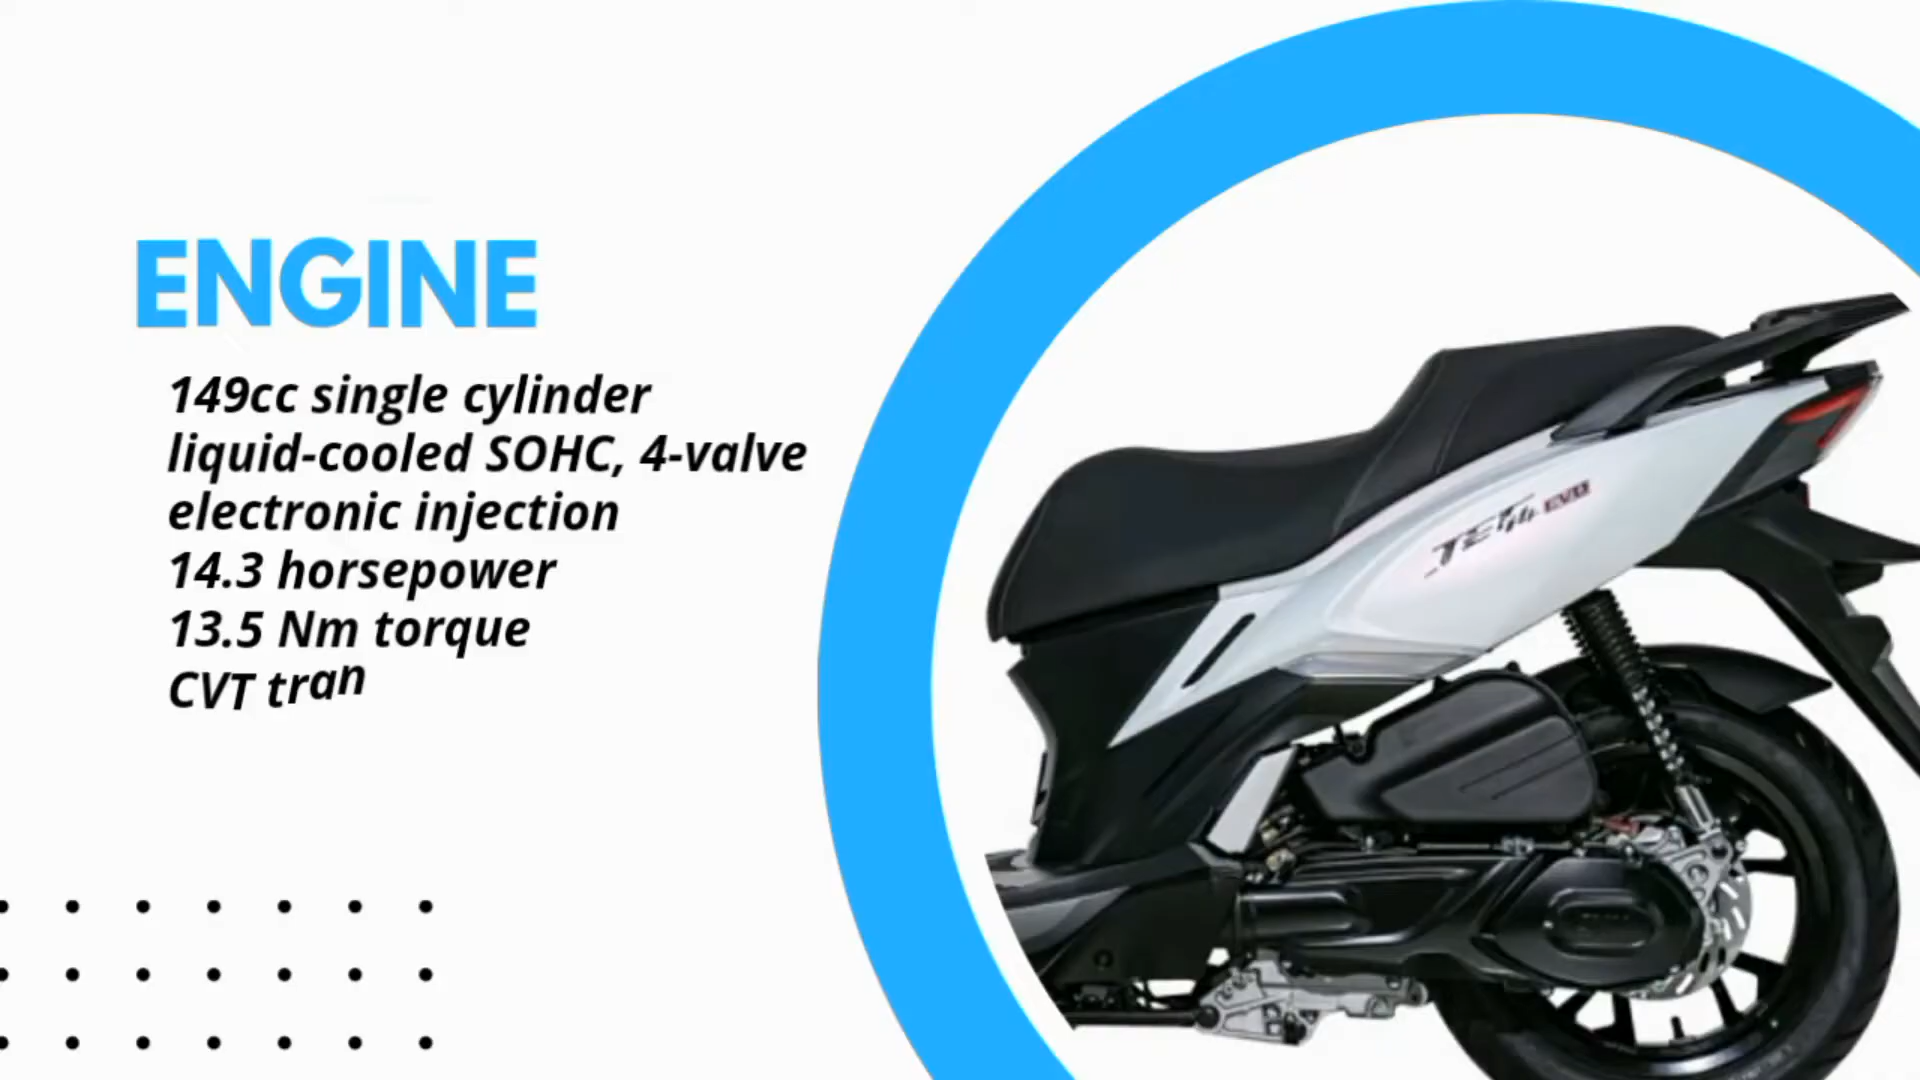 ENGINE
149cc single cylinder
liquid-cooled SOHC, 4-valve
electronic injection
14.3 horsepower
13.5 Nm torque
CVT tran
EVO